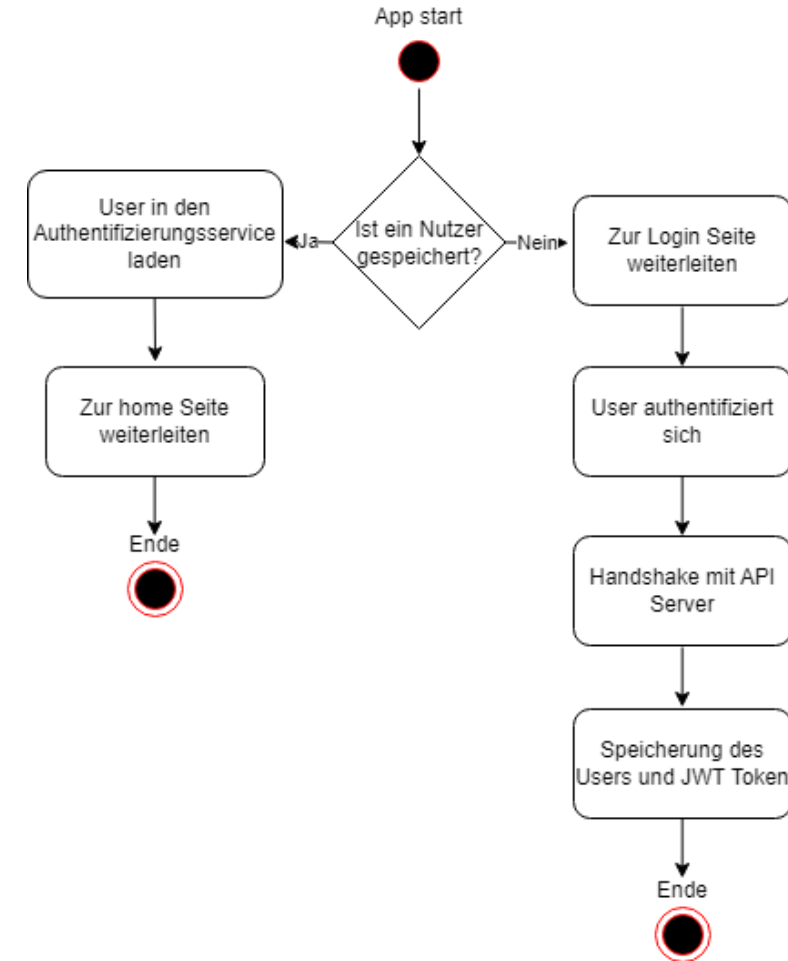 App start
Ist ein Nutzer
gespeichert?
Ja
Nein
User in den
Authentifizierungsservice
laden
Zur home Seite
weiterleiten
Ende
Zur Login Seite
weiterleiten
User authentifiziert
sich
Handshake mit API
Server
Speicherung des
Users und JWT Token
Ende